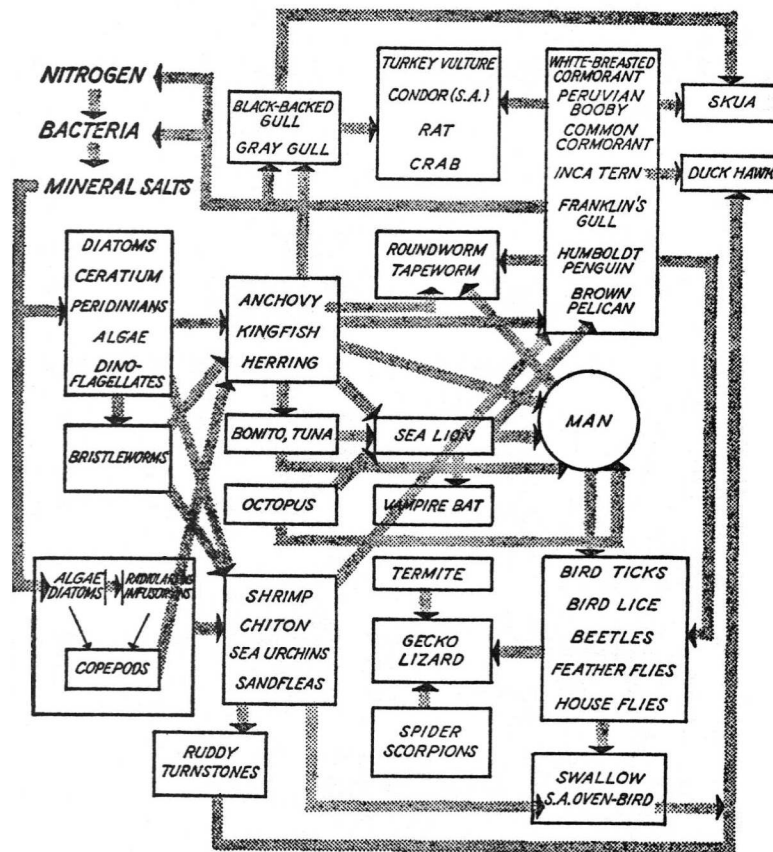 NITROGEN
BACTERIA
MINERAL SALTS
BLACK-BACKED
GULL
GRAY GULL
TURKEY VULTURE
CONDOR (S.A.)
RAT
CRAB
WHITE-BREASTED
CORMORANT
PERUVIAN
BOOBY
COMMON
CORMORANT
INCA TERN
FRANKLIN'S
GULL
HUMBOLDT
PENGUIN
BROWN
PELICAN
SKUA
DUCK HAWK
DIATOMS
CERATIUM
PERIDINIANS
ALGAE
DINO-
FLAGELLATES
ANCHOVY
KINGFISH
HERRING
ROUNDWORM
TAPEWORM
BRISTLEWORMS
BONITO, TUNA
SEA LION
MAN
OCTOPUS
VAMPIRE BAT
ALGAE
DIATOMS
RADIOLARIANS
INFUSORIANS
COPEPODS
SHRIMP
CHITON
SEA URCHINS
SANDFLEAS
TERMITE
GECKO
LIZARD
SPIDER
SCORPIONS
BIRD TICKS
BIRD LICE
BEETLES
FEATHER FLIES
HOUSE FLIES
RUDDY
TURNSTONES
SWALLOW
S.A. OVEN-BIRD